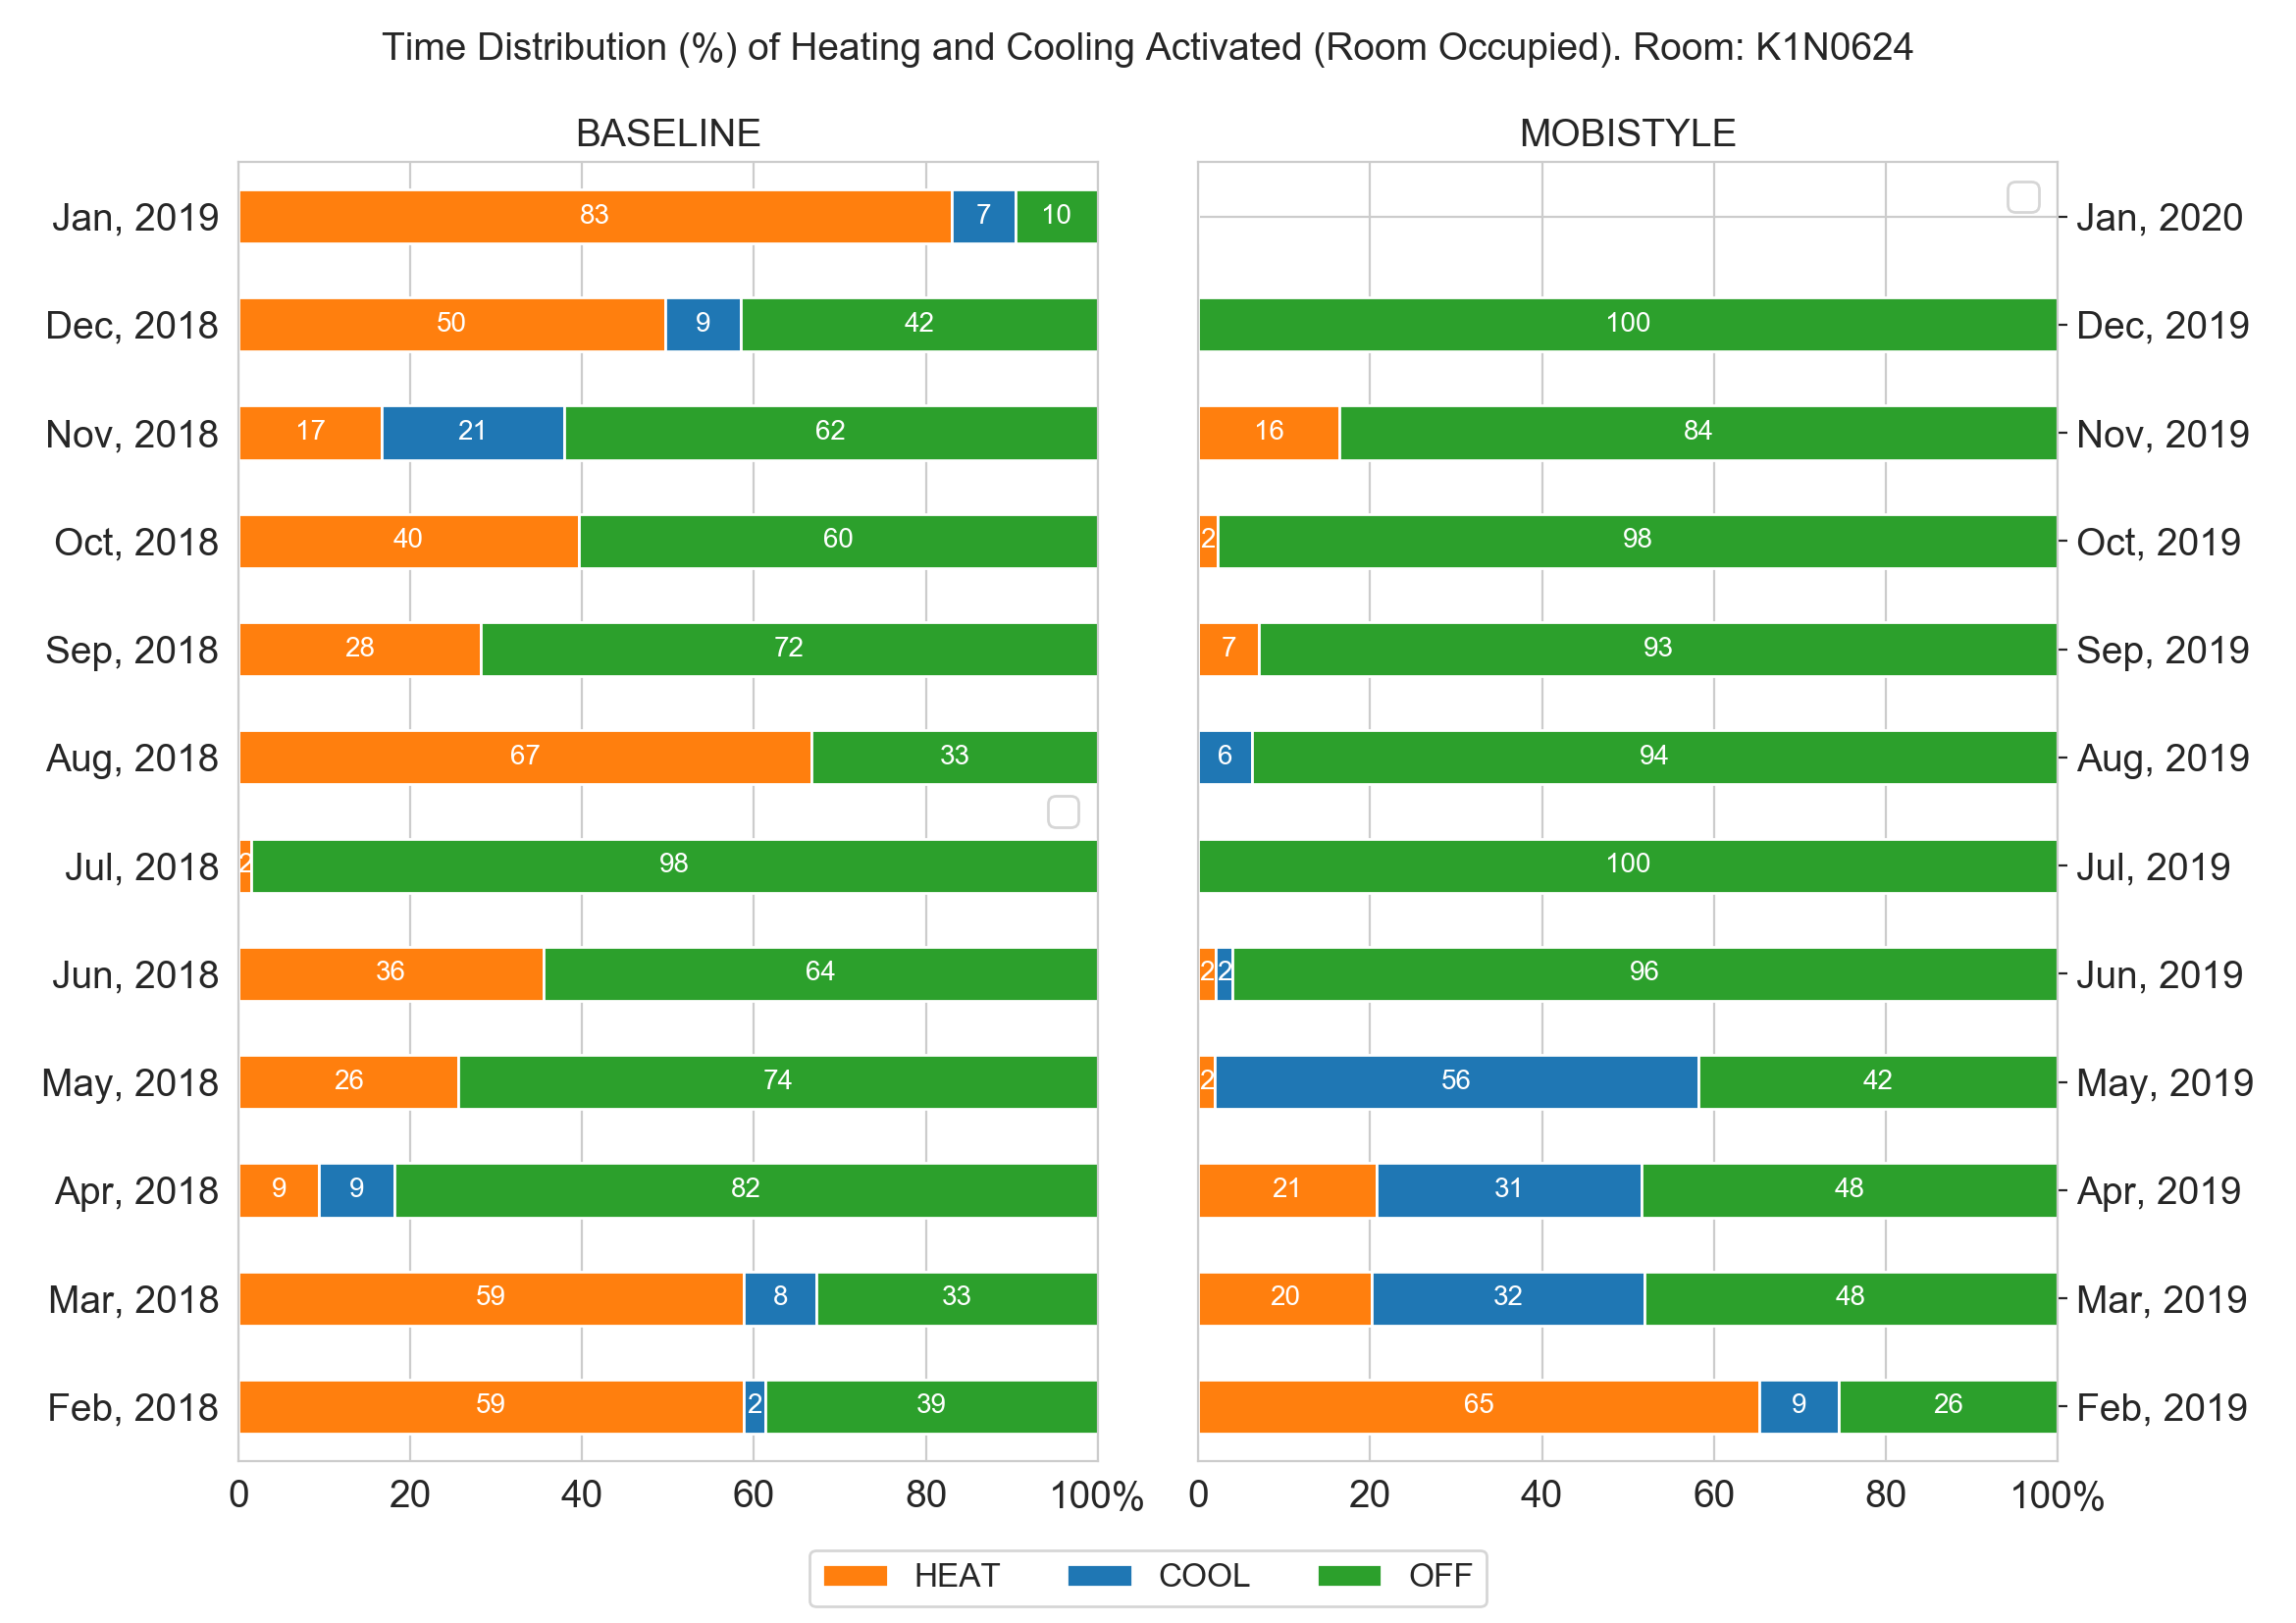 Time Distribution (%) of Heating and Cooling Activated (Room Occupied). Room: K1N0624
BASELINE
MOBISTYLE
Jan, 2019 83 7 10 Jan, 2020
Dec, 2018 50 9 42 100 Dec, 2019
Nov, 2018 17 21 62 16 84 Nov, 2019
Oct, 2018 40 60 2 98 Oct, 2019
Sep, 2018 28 72 7 93 Sep, 2019
Aug, 2018 67 33 6 94 Aug, 2019
Jul, 2018 2 98 100 Jul, 2019
Jun, 2018 36 64 2 2 96 Jun, 2019
May, 2018 26 74 2 56 42 May, 2019
Apr, 2018 9 9 82 21 31 48 Apr, 2019
Mar, 2018 59 8 33 20 32 48 Mar, 2019
Feb, 2018 59 2 39 65 9 26 Feb, 2019
0 20 40 60 80 100% 0 20 40 60 80 100%
HEAT COOL OFF